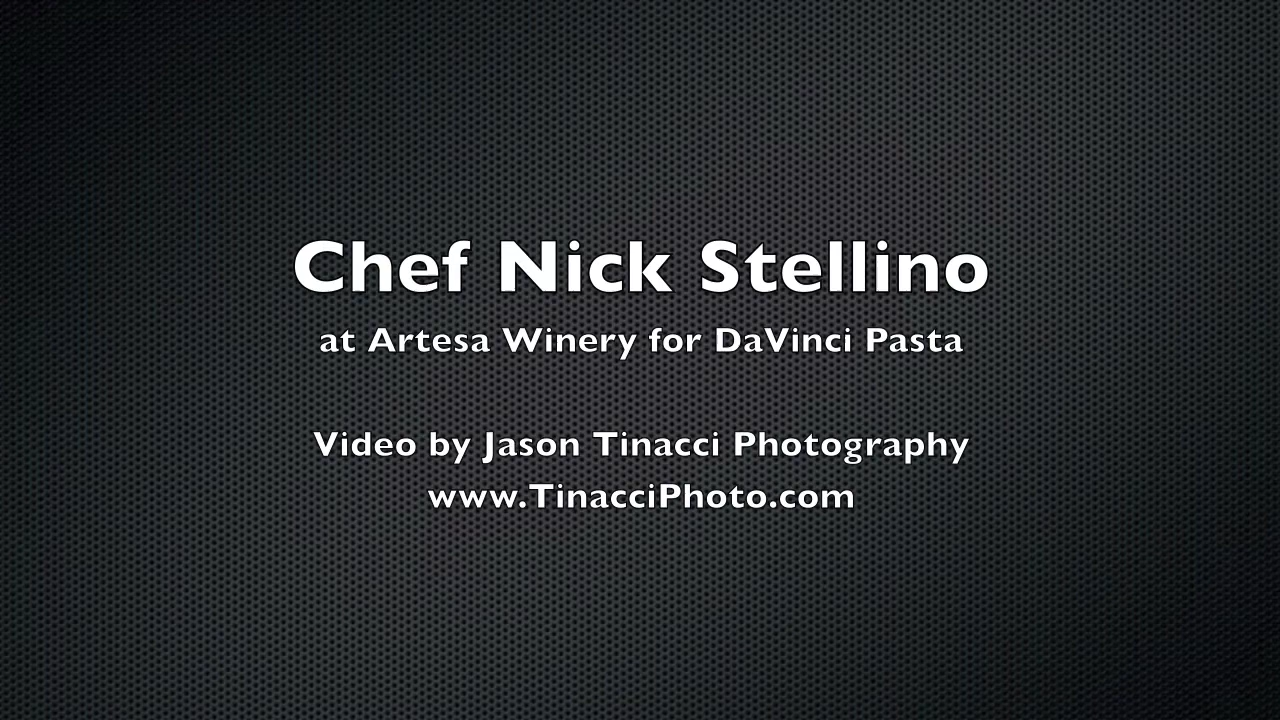 Chef Nick Stellino
at Artesa Winery for DaVinci Pasta
Video by Jason Tinacci Photography
www.TinacciPhoto.com